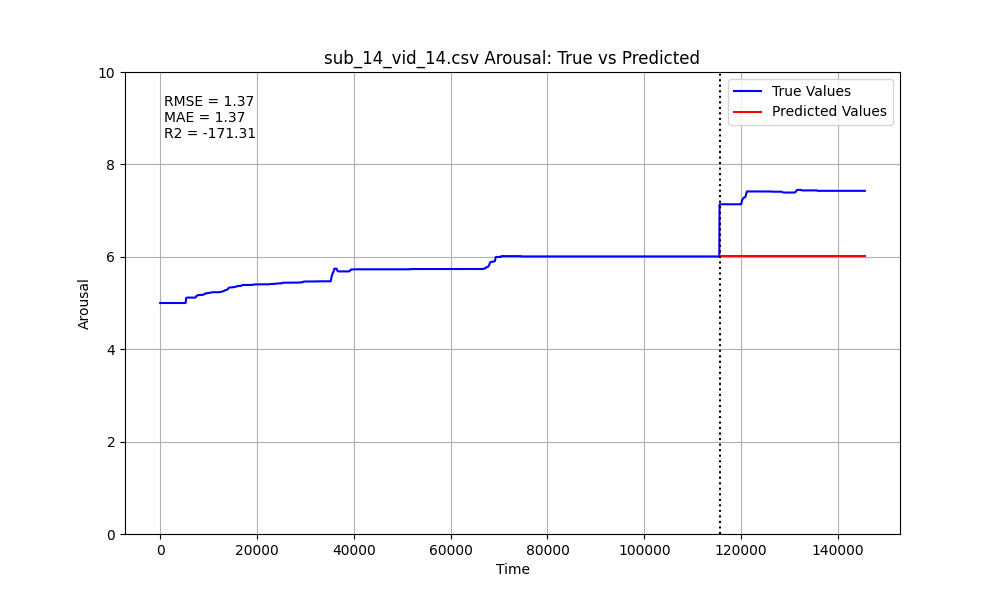 sub_14_vid_14.csv Arousal: True vs Predicted
RMSE = 1.37
MAE = 1.37
R2 = -171.31
True Values
Predicted Values
Arousal
10
8
6
4
2
0
0 20000 40000 60000 80000 100000 120000 140000
Time